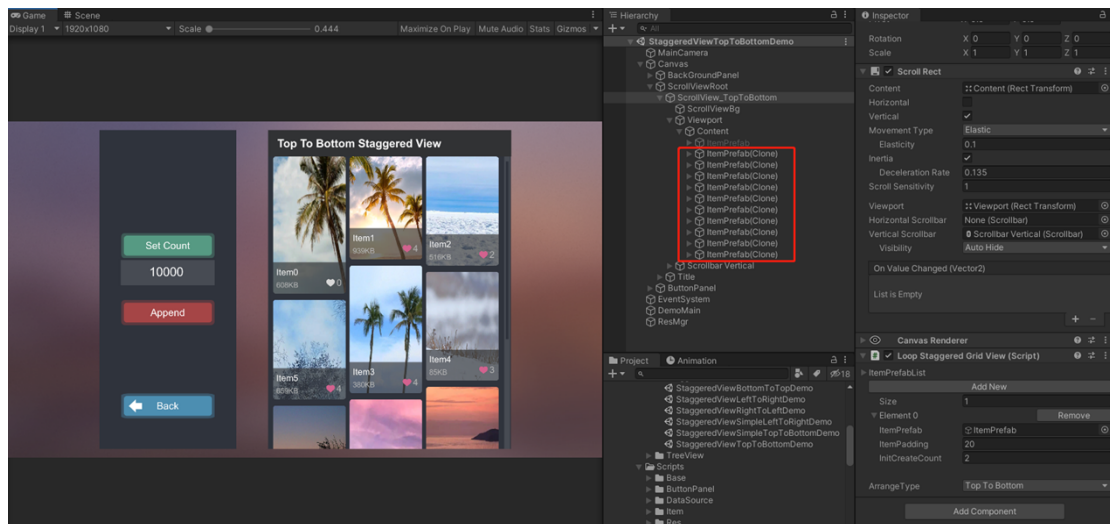 Game
Scene
Display 1
1920x1080
Scale
0.444
Maximize On Play
Mute Audio
Stats
Gizmos
Top To Bottom Staggered View
Item0
608KB
0
Item1
939KB
4
Item2
516KB
2
Item5
4
Item3
380KB
4
Item4
85KB
3
Set Count
10000
Append
Back
Hierarchy
All
StaggeredViewTopToBottomDemo
MainCamera
Canvas
BackGroundPanel
ScrollViewRoot
ScrollView_TopToBottom
ScrollViewBg
Viewport
Content
ItemPrefab
ItemPrefab(Clone)
ItemPrefab(Clone)
ItemPrefab(Clone)
ItemPrefab(Clone)
ItemPrefab(Clone)
ItemPrefab(Clone)
ItemPrefab(Clone)
ItemPrefab(Clone)
ItemPrefab(Clone)
ItemPrefab(Clone)
Scrollbar Vertical
Title
ButtonPanel
EventSystem
DemoMain
ResMgr
Project
Animation
18
StaggeredViewBottomToTopDemo
StaggeredViewLeftToRightDemo
StaggeredViewRightToLeftDemo
StaggeredViewSimpleLeftToRightDemo
StaggeredViewSimpleTopToBottomDemo
StaggeredViewTopToBottomDemo
TreeView
Scripts
Base
ButtonPanel
DataSource
Item
Res
Inspector
Rotation X 0 Y 0 Z 0
Scale X 1 Y 1 Z 1
Scroll Rect
Content Content (Rect Transform)
Horizontal
Vertical
Movement Type Elastic
Elasticity 0.1
Inertia
Deceleration Rate 0.135
Scroll Sensitivity 1
Viewport Viewport (Rect Transform)
Horizontal Scrollbar None (Scrollbar)
Vertical Scrollbar Scrollbar Vertical (Scrollbar)
Visibility Auto Hide
On Value Changed (Vector2)
List is Empty
Canvas Renderer
Loop Staggered Grid View (Script)
ItemPrefabList
Add New
Size 1
Element 0 Remove
ItemPrefab ItemPrefab
ItemPadding 20
InitCreateCount 2
ArrangeType Top To Bottom
Add Component